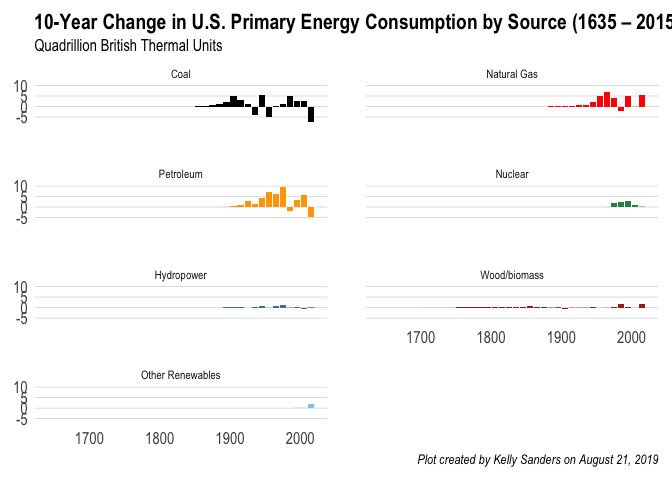 10-Year Change in U.S. Primary Energy Consumption by Source (1635 – 2015
Quadrillion British Thermal Units
Coal Natural Gas
10
5
0
-5
Petroleum Nuclear
10
5
0
-5
Hydropower Wood/biomass
10
5
0
-5
1700 1800 1900 2000
Other Renewables
10
5
0
-5
1700 1800 1900 2000
Plot created by Kelly Sanders on August 21, 2019